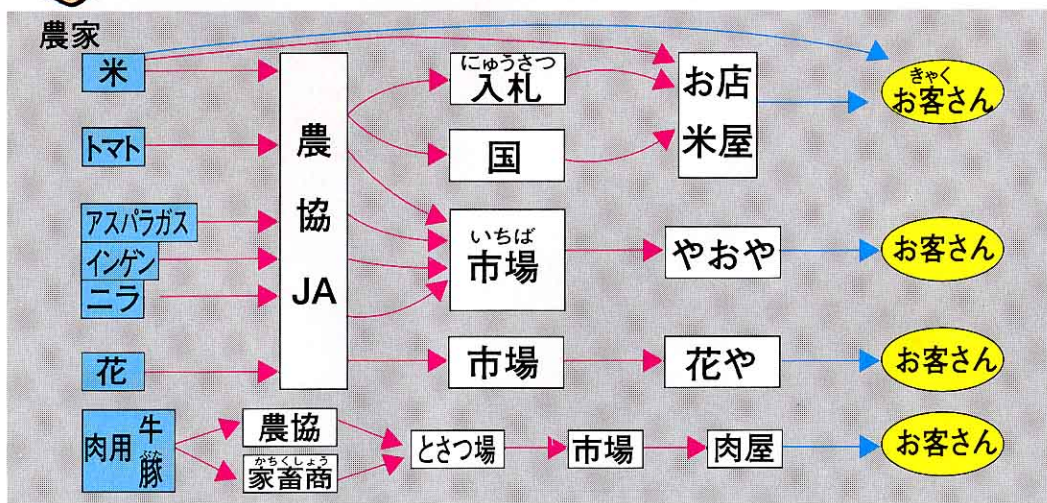 農家
米
トマト
アスパラガス
インゲン
ニラ
花
肉用 牛 豚
ぶた
農協 JA
にゅうさつ
入札
国
いちば
市場
市場
お店
米屋
やおや
花や
きゃく
お客さん
お客さん
お客さん
農協
かちくしょう
家畜商
とさつ場
市場
肉屋
お客さん